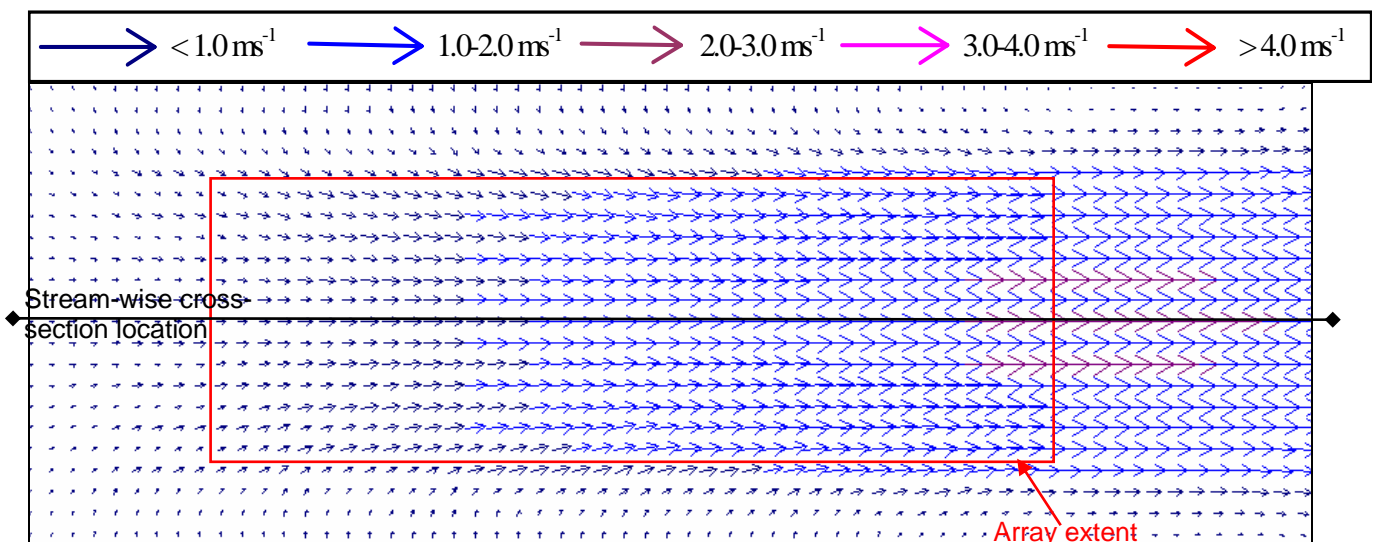 < 1.0 ms⁻¹ 1.0-2.0 ms⁻¹ 2.0-3.0 ms⁻¹ 3.0-4.0 ms⁻¹ > 4.0 ms⁻¹
Stream-wise cross-
section location
Array extent